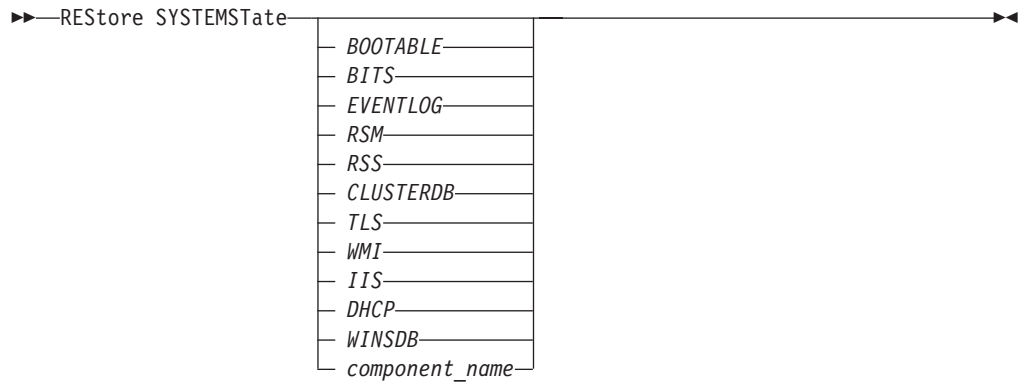 REStore SYSTEMSTate
BOOTABLE
BITS
EVENTLOG
RSM
RSS
CLUSTERDB
TLS
WMI
IIS
DHCP
WINSDB
component_name